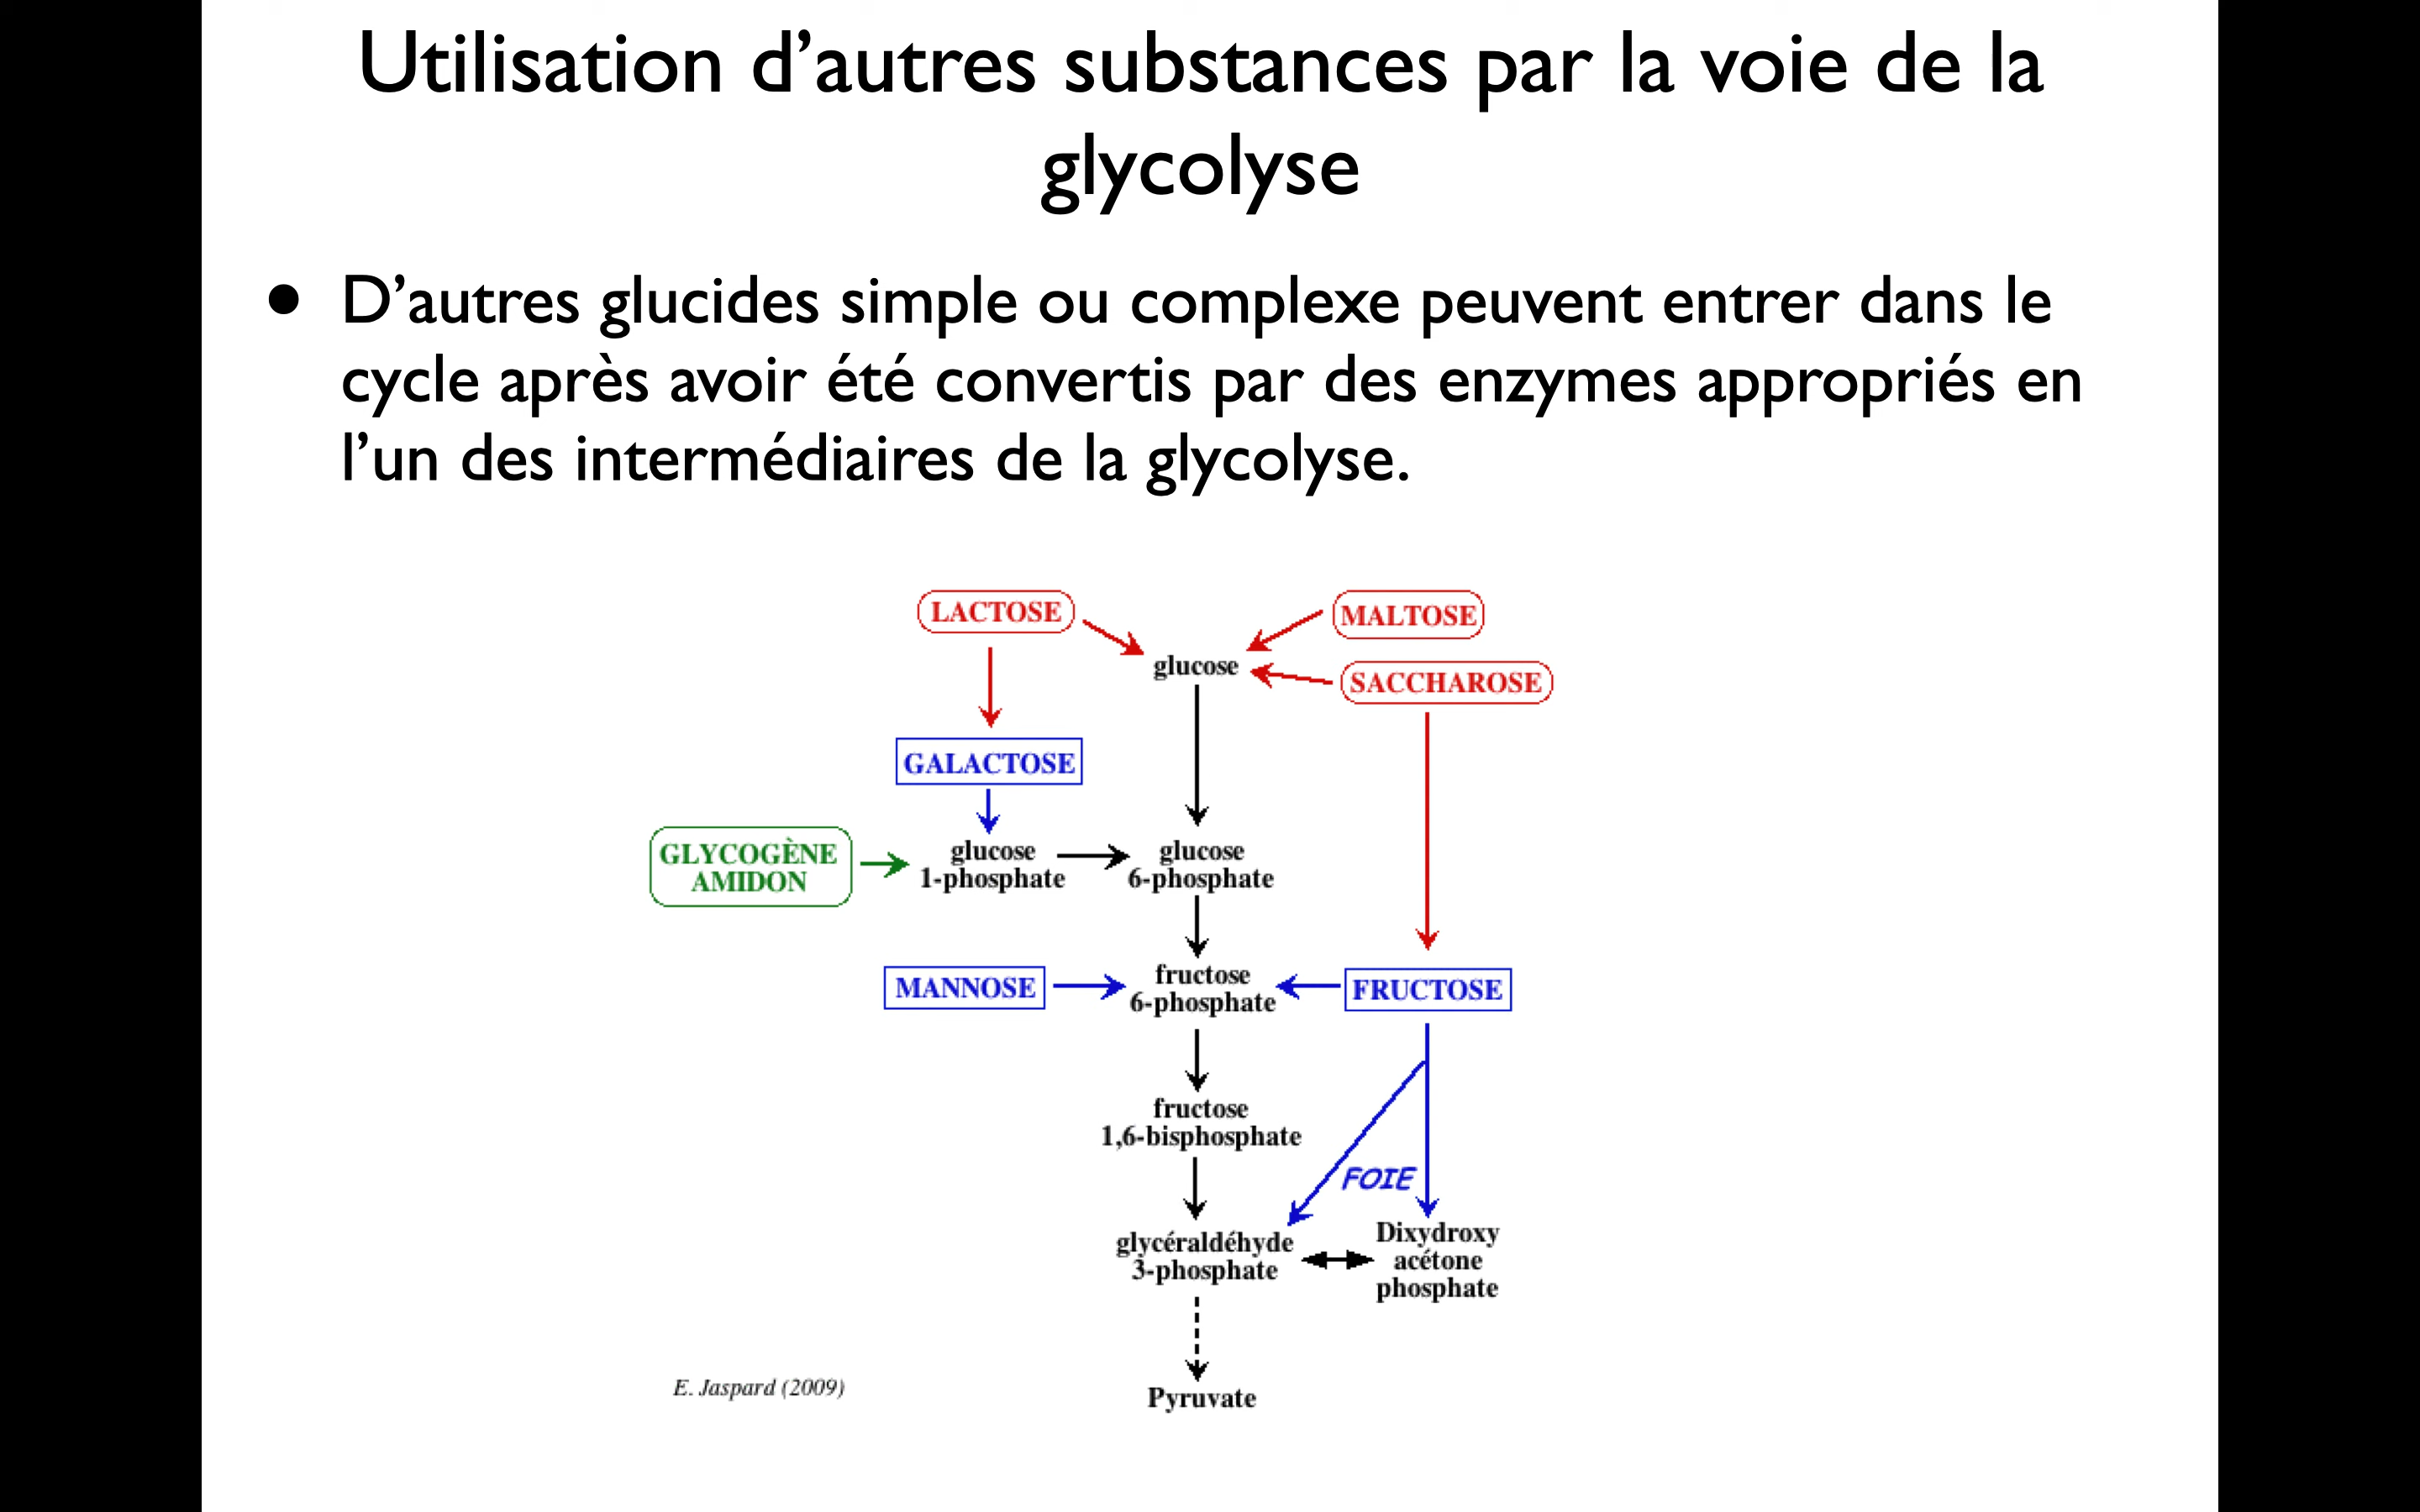 Utilisation d’autres substances par la voie de la
glycolyse
• D’autres glucides simple ou complexe peuvent entrer dans le
cycle après avoir été convertis par des enzymes appropriés en
l’un des intermédiaires de la glycolyse.
LACTOSE
MALTOSE
glucose
SACCHAROSE
GALACTOSE
GLYCOGÈNE
AMIDON
glucose
1-phosphate
glucose
6-phosphate
MANNOSE
fructose
6-phosphate
FRUCTOSE
fructose
1,6-bisphosphate
FOIE
glycéraldéhyde
3-phosphate
Dixydroxy
acétone
phosphate
E. Jaspard (2009)
Pyruvate